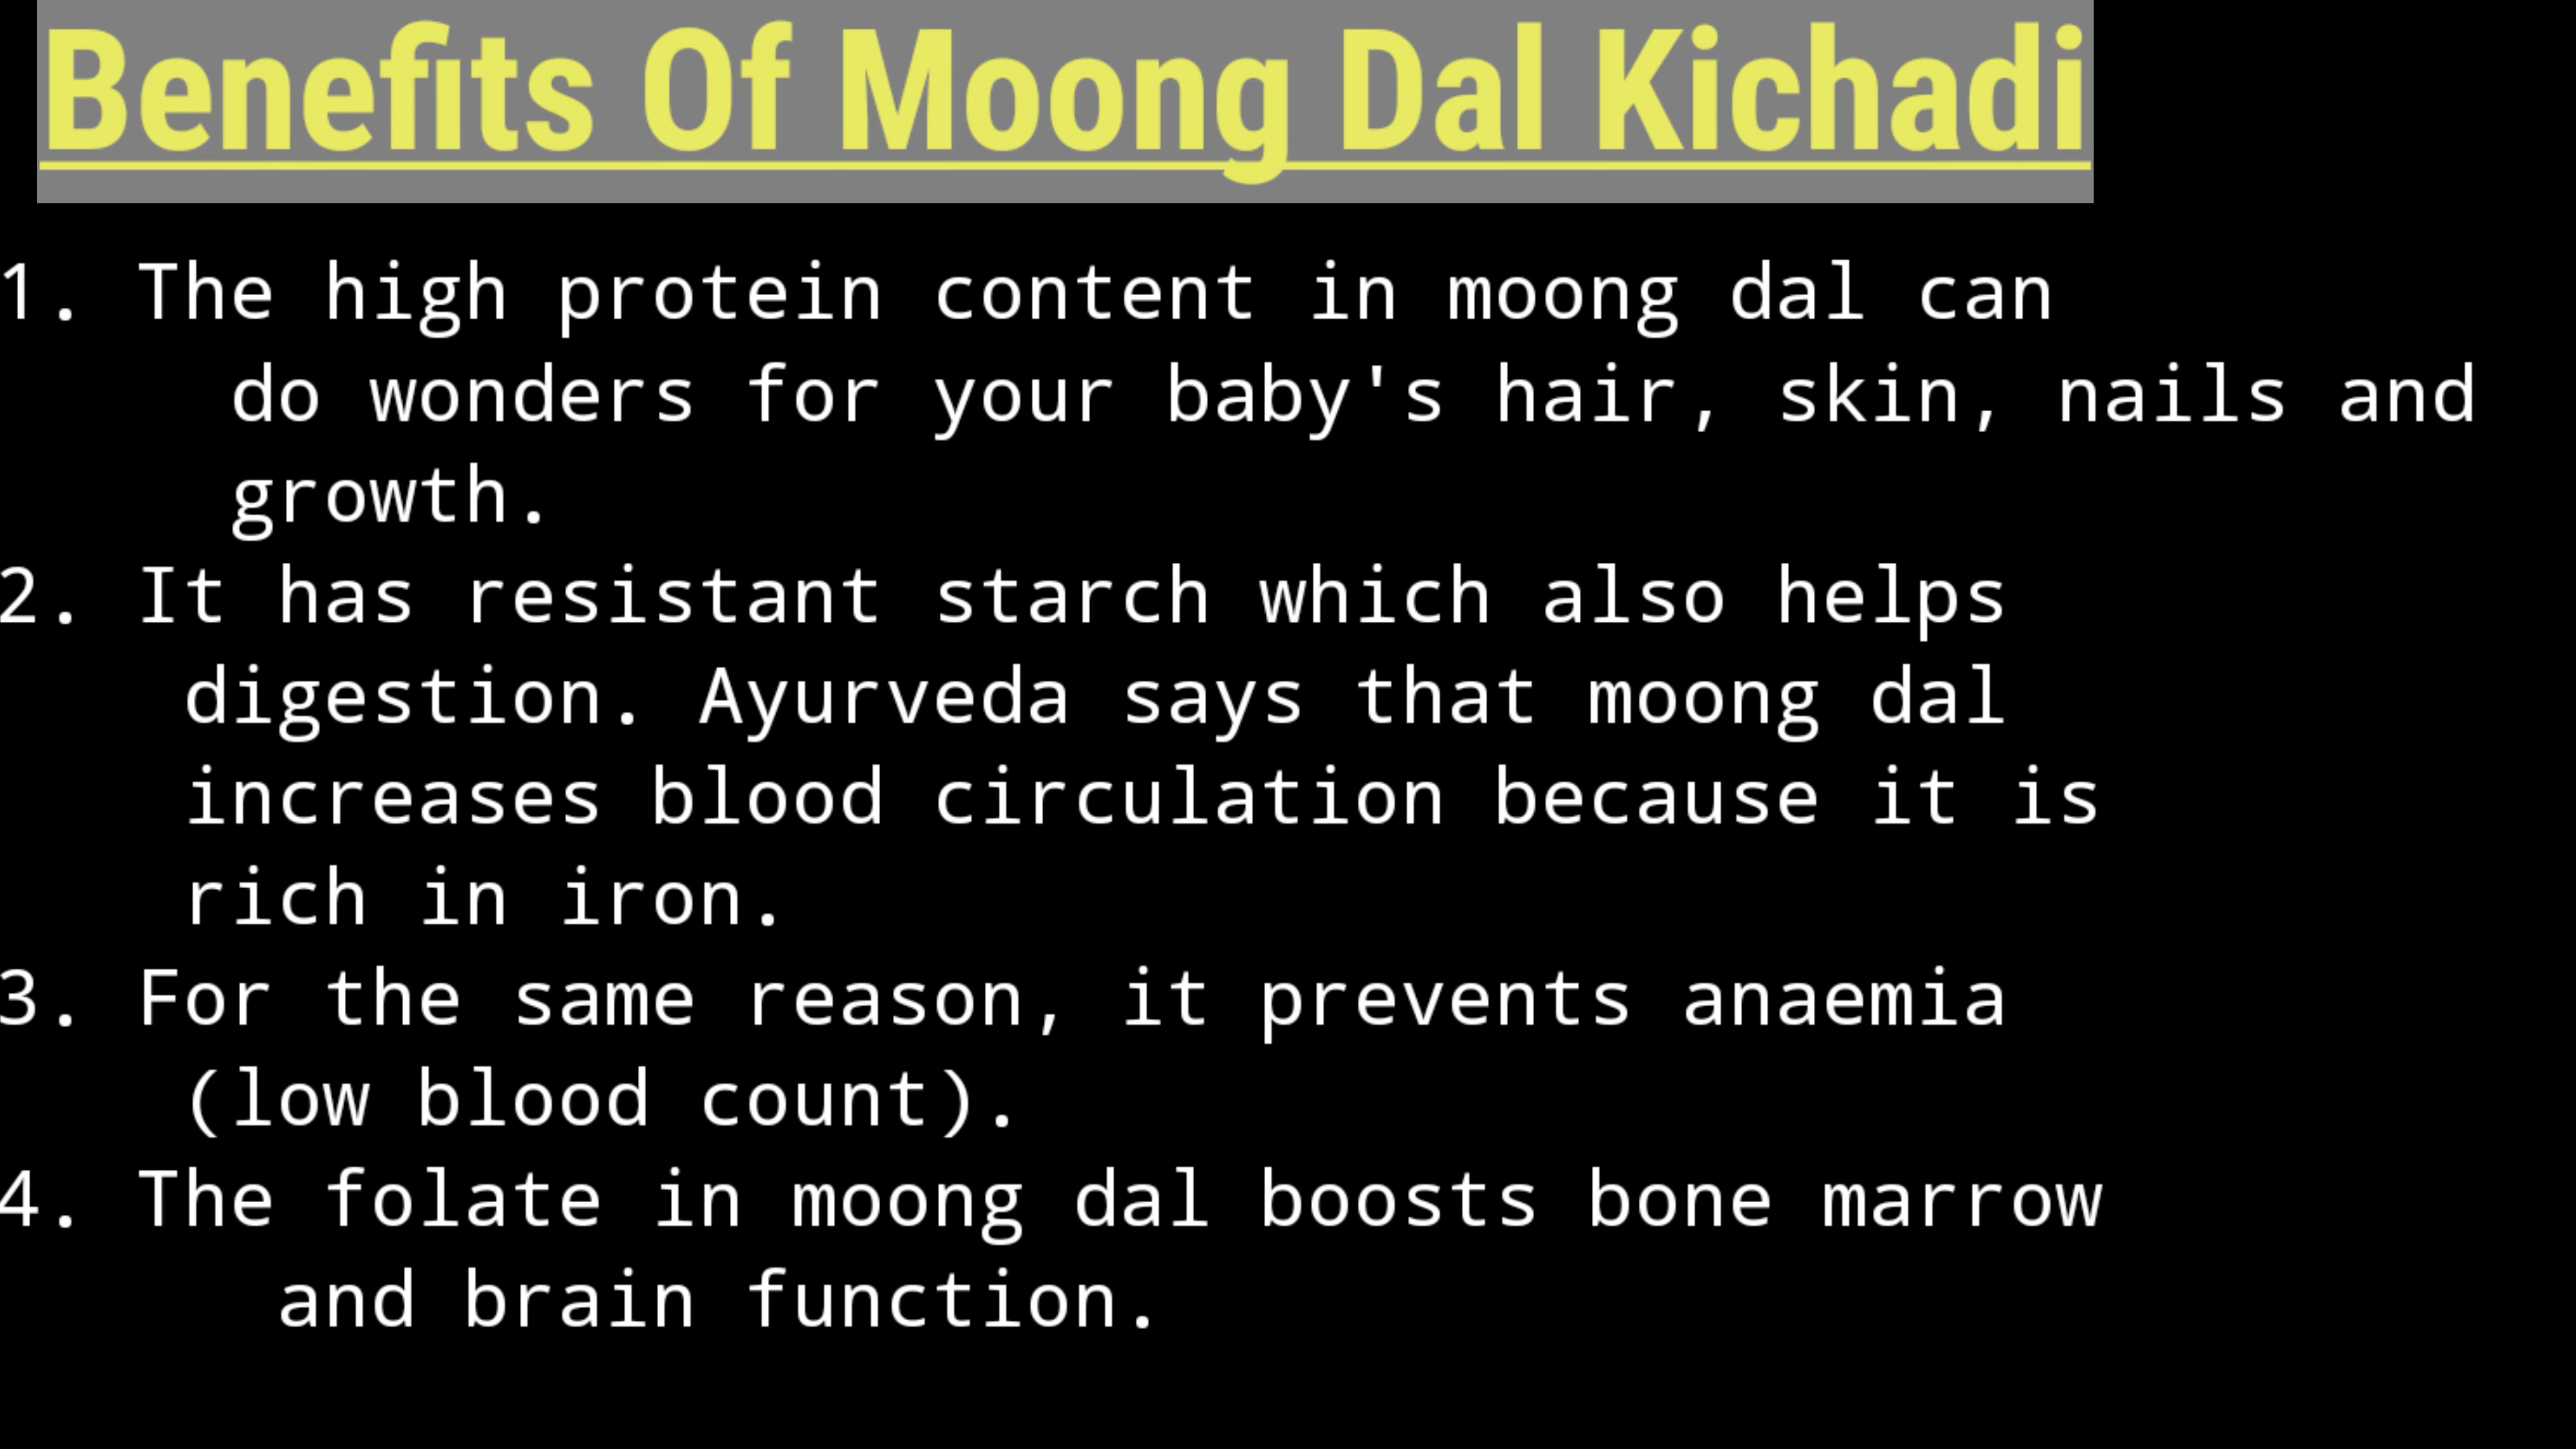 Benefits Of Moong Dal Kichadi
1. The high protein content in moong dal can
do wonders for your baby's hair, skin, nails and
growth.
2. It has resistant starch which also helps
digestion. Ayurveda says that moong dal
increases blood circulation because it is
rich in iron.
3. For the same reason, it prevents anaemia
(low blood count).
4. The folate in moong dal boosts bone marrow
and brain function.